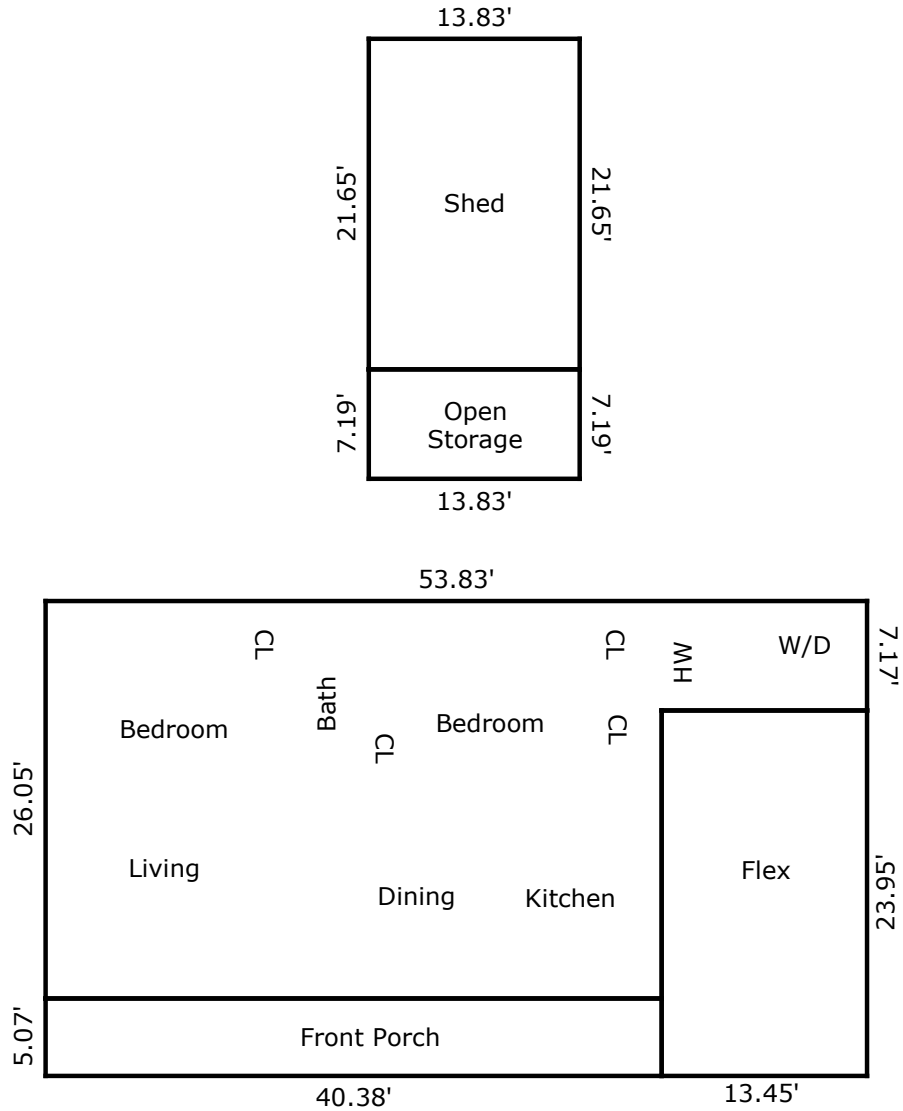 13.83'
21.65'
Shed
21.65'
7.19'
Open
Storage
7.19'
13.83'
53.83'
CL
CL
HW
W/D
7.17'
Bedroom
Bath
CL
Bedroom
CL
26.05'
Living
Dining
Kitchen
Flex
23.95'
5.07'
Front Porch
40.38'
13.45'